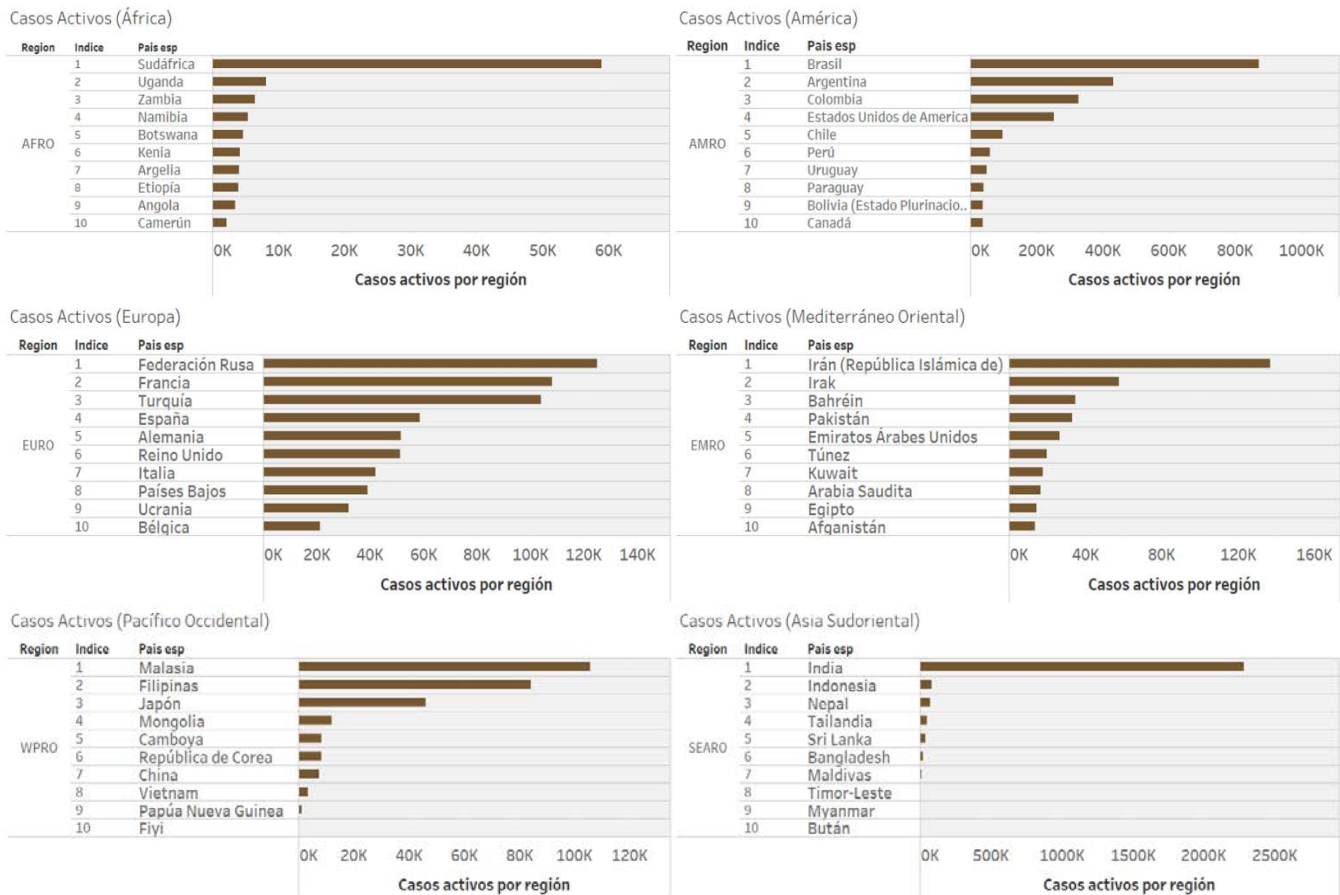 Casos Activos (África)
Region Indice Pais esp
AFRO
1 Sudáfrica
2 Uganda
3 Zambia
4 Namibia
5 Botswana
6 Kenia
7 Argelia
8 Etiopía
9 Angola
10 Camerún
0K 10K 20K 30K 40K 50K 60K
Casos activos por región
Casos Activos (América)
Region Indice Pais esp
AMRO
1 Brasil
2 Argentina
3 Colombia
4 Estados Unidos de America
5 Chile
6 Perú
7 Uruguay
8 Paraguay
9 Bolivia (Estado Plurinacio..
10 Canadá
0K 200K 400K 600K 800K 1000K
Casos activos por región
Casos Activos (Europa)
Region Indice Pais esp
EURO
1 Federación Rusa
2 Francia
3 Turquía
4 España
5 Alemania
6 Reino Unido
7 Italia
8 Países Bajos
9 Ucrania
10 Bélgica
0K 20K 40K 60K 80K 100K 120K 140K
Casos activos por región
Casos Activos (Mediterráneo Oriental)
Region Indice Pais esp
EMRO
1 Irán (República Islámica de)
2 Irak
3 Bahréin
4 Pakistán
5 Emiratos Árabes Unidos
6 Túnez
7 Kuwait
8 Arabia Saudita
9 Egipto
10 Afganistán
0K 40K 80K 120K 160K
Casos activos por región
Casos Activos (Pacífico Occidental)
Region Indice Pais esp
WPRO
1 Malasia
2 Filipinas
3 Japón
4 Mongolia
5 Camboya
6 República de Corea
7 China
8 Vietnam
9 Papúa Nueva Guinea
10 Fiyi
0K 20K 40K 60K 80K 100K 120K
Casos activos por región
Casos Activos (Asia Sudoriental)
Region Indice Pais esp
SEARO
1 India
2 Indonesia
3 Nepal
4 Tailandia
5 Sri Lanka
6 Bangladesh
7 Maldivas
8 Timor-Leste
9 Myanmar
10 Bután
0K 500K 1000K 1500K 2000K 2500K
Casos activos por región